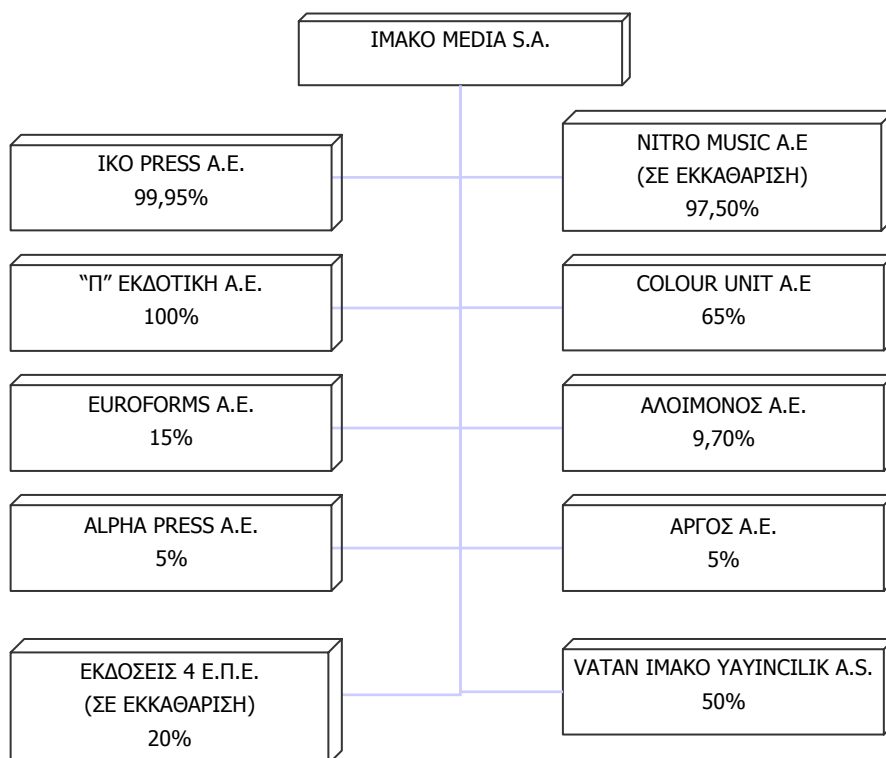 IMAKO MEDIA S.A.
IKO PRESS A.E.
99,95%
NITRO MUSIC A.E
(ΣΕ ΕΚΚΑΘΑΡΙΣΗ)
97,50%
“Π” ΕΚΔΟΤΙΚΗ Α.Ε.
100%
COLOUR UNIT A.E
65%
EUROFORMS A.E.
15%
ΑΛΟΙΜΟΝΟΣ Α.Ε.
9,70%
ALPHA PRESS A.E.
5%
ΑΡΓΟΣ Α.Ε.
5%
ΕΚΔΟΣΕΙΣ 4 Ε.Π.Ε.
(ΣΕ ΕΚΚΑΘΑΡΙΣΗ)
20%
VATAN IMAKO YAYINCILIK A.S.
50%